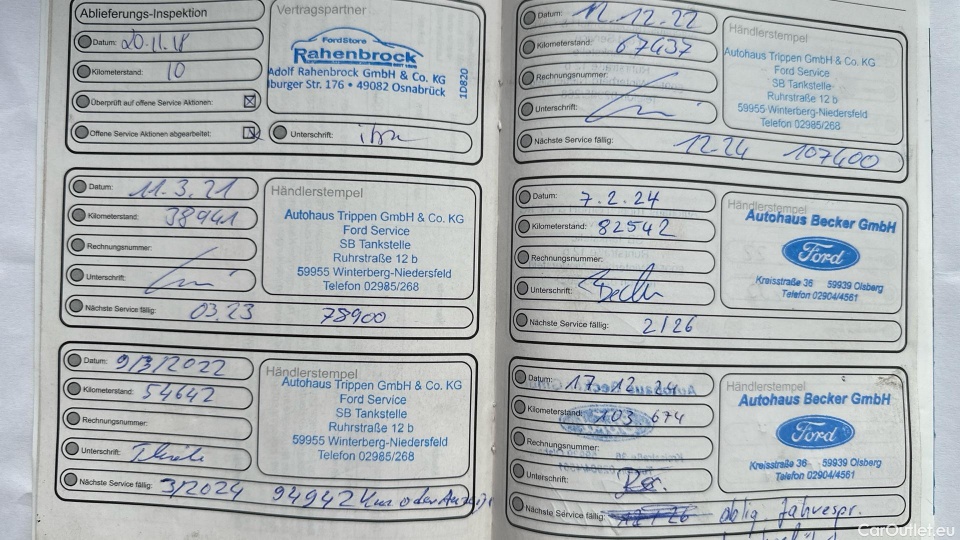 Ablieferungs-Inspektion
Datum: 20.11.18
Kilometerstand: 10
Überprüft auf offene Service Aktionen:
Offene Service Aktionen abgearbeitet:
Vertragspartner
FordStore
Rahenbrock
Adolf Rahenbrock GmbH & Co. KG
burger Str. 176 • 49082 Osnabrück
1D820
Unterschrift:
Datum: 11.3.21
Kilometerstand: 38941
Rechnungsnummer:
Unterschrift:
Nächste Service fällig: 03.23 78900
Händlerstempel
Autohaus Trippen GmbH & Co. KG
Ford Service
SB Tankstelle
Ruhrstraße 12 b
59955 Winterberg-Niedersfeld
Telefon 02985/268
Datum: 9/3/2022
Kilometerstand: 54642
Rechnungsnummer:
Unterschrift:
Nächste Service fällig: 3/2024 94942 Km oder Anzeige
Händlerstempel
Autohaus Trippen GmbH & Co. KG
Ford Service
SB Tankstelle
Ruhrstraße 12 b
59955 Winterberg-Niedersfeld
Telefon 02985/268
Datum: 12.12.22
Kilometerstand: 67437
Rechnungsnummer:
Unterschrift:
Nächste Service fällig: 12.24 107400
Händlerstempel
Autohaus Trippen GmbH & Co. KG
Ford Service
SB Tankstelle
Ruhrstraße 12 b
59955 Winterberg-Niedersfeld
Telefon 02985/268
Datum: 7.2.24
Kilometerstand: 82542
Rechnungsnummer:
Unterschrift:
Nächste Service fällig: 2/26
Händlerstempel
Autohaus Becker GmbH
Ford
Kreisstraße 36 59939 Olsberg
Telefon 02904/4561
Datum: 17.12.24
Kilometerstand: 103 674
Rechnungsnummer:
Unterschrift:
Nächste Service fällig:
Händlerstempel
Autohaus Becker GmbH
Ford
Kreisstraße 36 59939 Olsberg
Telefon 02904/4561
CarOutlet.eu